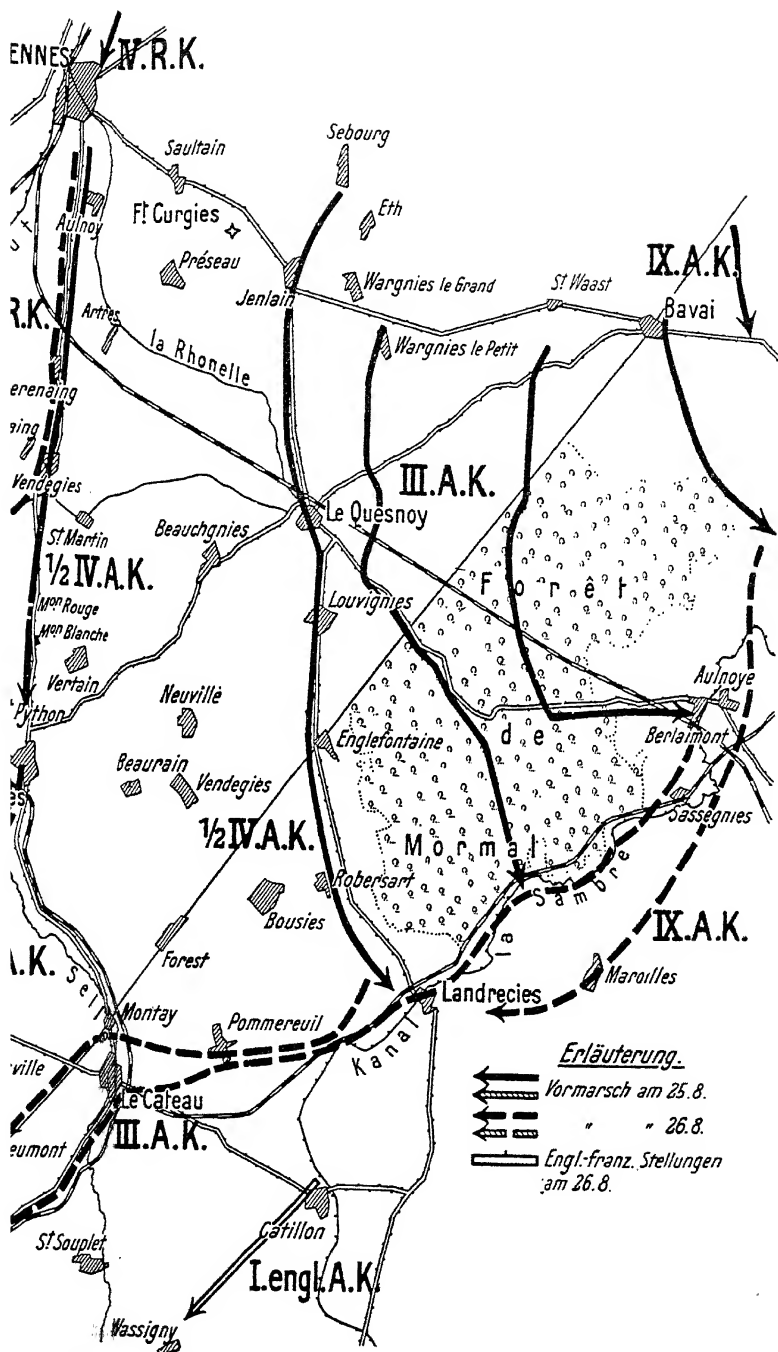 ENNES
IV.R.K.
Sebourg
Saultain
Eth
Aulnoy
Ft Curgies
IX.A.K.
Préseau
Wargnies le Grand
St Waast
Jenlain
Bavai
R.K.
Artres
la Rhonelle
Wargnies le Petit
erenaing
aing
III.A.K.
Vendegies
Le Quesnoy
St Martin
Beauchgnies
½ IV.A.K.
Forêt
Mon Rouge
Louvignies
Mon Blanche
Vertain
Aulnoye
Python
Neuville
de
Berlaimont
Englefontaine
Beaurain
Vendegies
es
Sassegnies
½ IV.A.K.
Mormal
Robersart
la Sambre
Bousies
IX.A.K.
Forest
A.K.
Sell
Maroilles
Landrecies
Montay
Pommereuil
Kanal
ville
Erläuterung.
Vormarsch am 25.8.
Le Cateau
" " 26.8.
III.A.K.
eumont
Engl.-franz. Stellungen
am 26.8.
Catillon
St Souplet
I.engl.A.K.
Wassigny